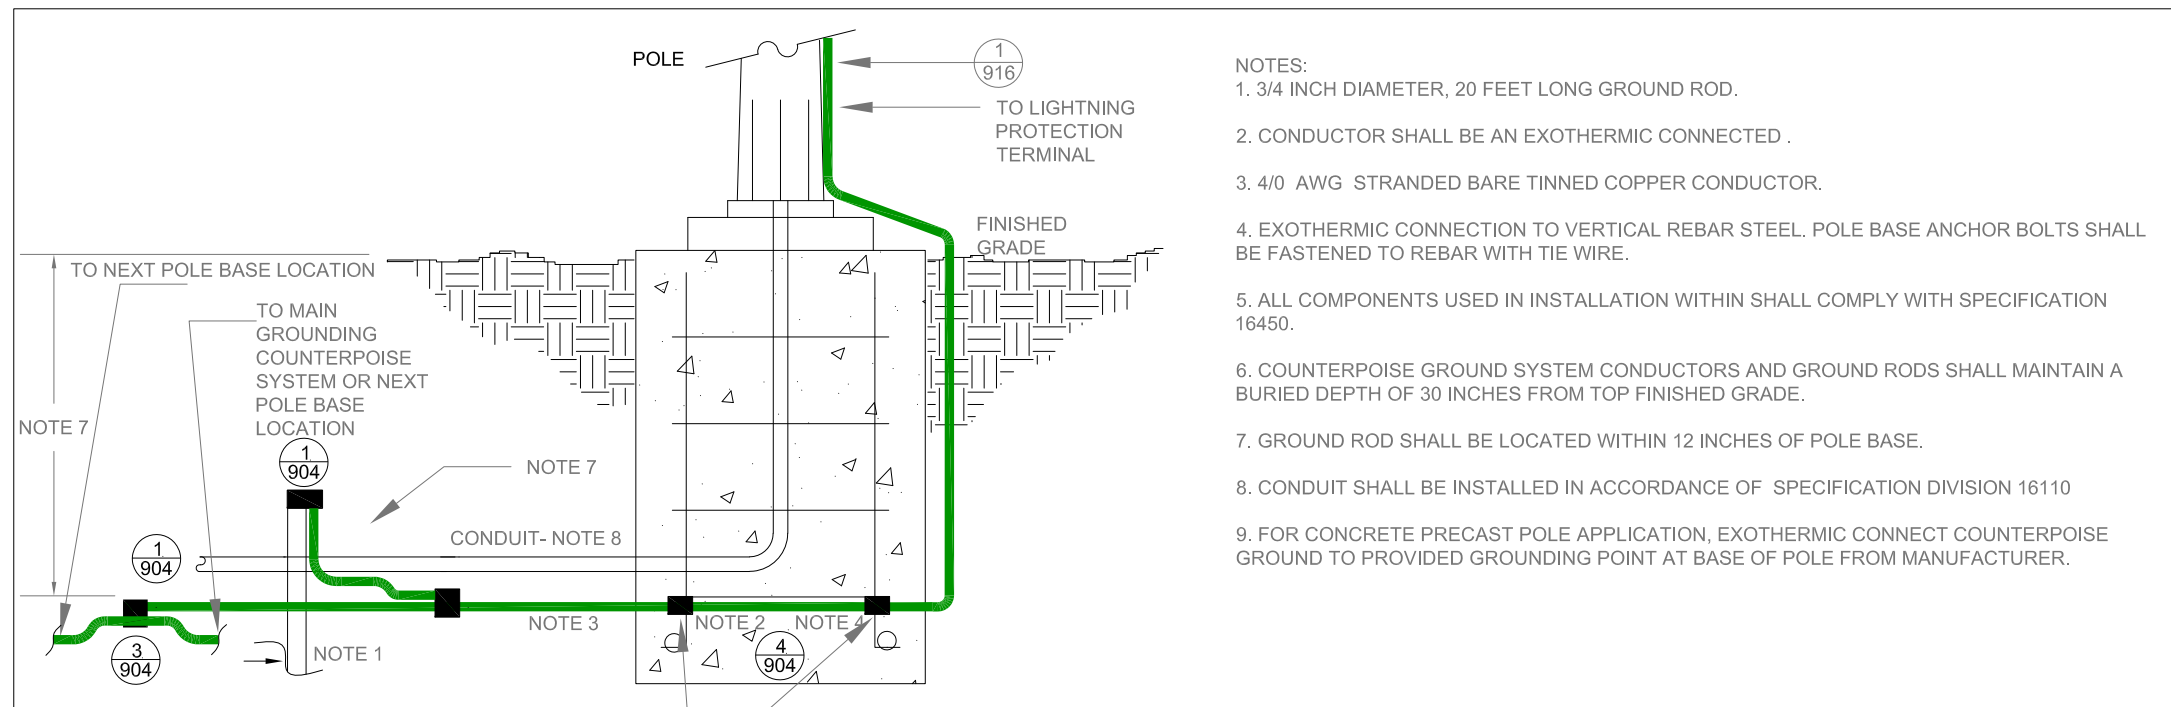 POLE
1
916
TO LIGHTNING
PROTECTION
TERMINAL
FINISHED
GRADE
TO NEXT POLE BASE LOCATION
TO MAIN
GROUNDING
COUNTERPOISE
SYSTEM OR NEXT
POLE BASE
LOCATION
NOTE 7
1
904
NOTE 7
CONDUIT- NOTE 8
1
904
NOTE 3
NOTE 2
NOTE 4
3
904
NOTE 1
4
904
NOTES:
1. 3/4 INCH DIAMETER, 20 FEET LONG GROUND ROD.
2. CONDUCTOR SHALL BE AN EXOTHERMIC CONNECTED .
3. 4/0 AWG STRANDED BARE TINNED COPPER CONDUCTOR.
4. EXOTHERMIC CONNECTION TO VERTICAL REBAR STEEL. POLE BASE ANCHOR BOLTS SHALL
BE FASTENED TO REBAR WITH TIE WIRE.
5. ALL COMPONENTS USED IN INSTALLATION WITHIN SHALL COMPLY WITH SPECIFICATION
16450.
6. COUNTERPOISE GROUND SYSTEM CONDUCTORS AND GROUND RODS SHALL MAINTAIN A
BURIED DEPTH OF 30 INCHES FROM TOP FINISHED GRADE.
7. GROUND ROD SHALL BE LOCATED WITHIN 12 INCHES OF POLE BASE.
8. CONDUIT SHALL BE INSTALLED IN ACCORDANCE OF SPECIFICATION DIVISION 16110
9. FOR CONCRETE PRECAST POLE APPLICATION, EXOTHERMIC CONNECT COUNTERPOISE
GROUND TO PROVIDED GROUNDING POINT AT BASE OF POLE FROM MANUFACTURER.